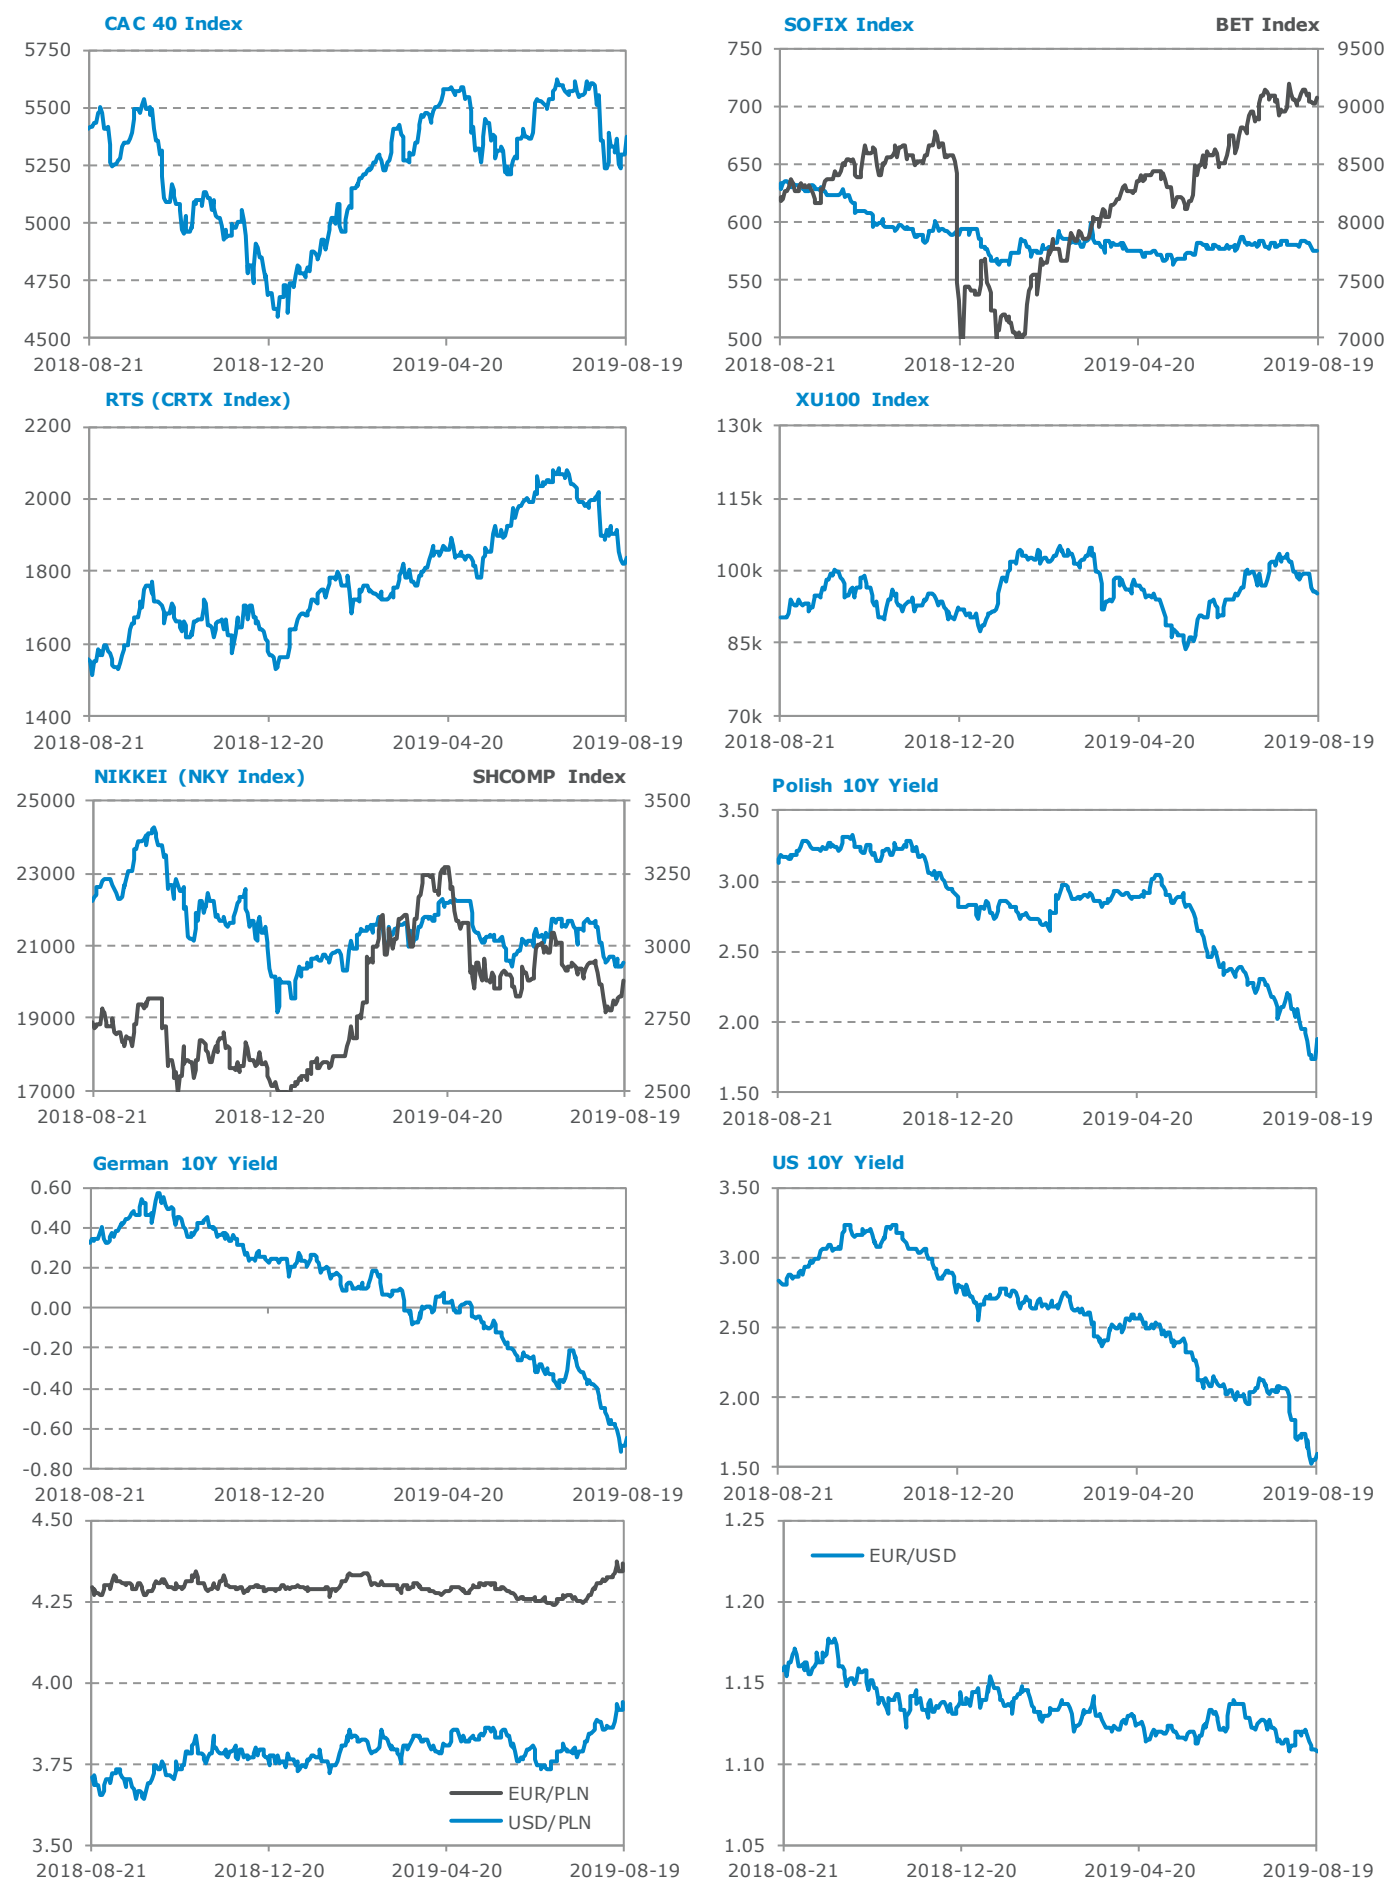 CAC 40 Index
5750
5500
5250
5000
4750
4500
2018-08-21 2018-12-20 2019-04-20 2019-08-19
SOFIX Index BET Index
750 9500
700 9000
650 8500
600 8000
550 7500
500 7000
2018-08-21 2018-12-20 2019-04-20 2019-08-19
RTS (CRTX Index)
2200
2000
1800
1600
1400
2018-08-21 2018-12-20 2019-04-20 2019-08-19
XU100 Index
130k
115k
100k
85k
70k
2018-08-21 2018-12-20 2019-04-20 2019-08-19
NIKKEI (NKY Index) SHCOMP Index
25000 3500
23000 3250
21000 3000
19000 2750
17000 2500
2018-08-21 2018-12-20 2019-04-20 2019-08-19
Polish 10Y Yield
3.50
3.00
2.50
2.00
1.50
2018-08-21 2018-12-20 2019-04-20 2019-08-19
German 10Y Yield
0.60
0.40
0.20
0.00
-0.20
-0.40
-0.60
-0.80
2018-08-21 2018-12-20 2019-04-20 2019-08-19
US 10Y Yield
3.50
3.00
2.50
2.00
1.50
2018-08-21 2018-12-20 2019-04-20 2019-08-19
4.50
4.25
4.00
3.75
EUR/PLN
USD/PLN
3.50
2018-08-21 2018-12-20 2019-04-20 2019-08-19
1.25
EUR/USD
1.20
1.15
1.10
1.05
2018-08-21 2018-12-20 2019-04-20 2019-08-19